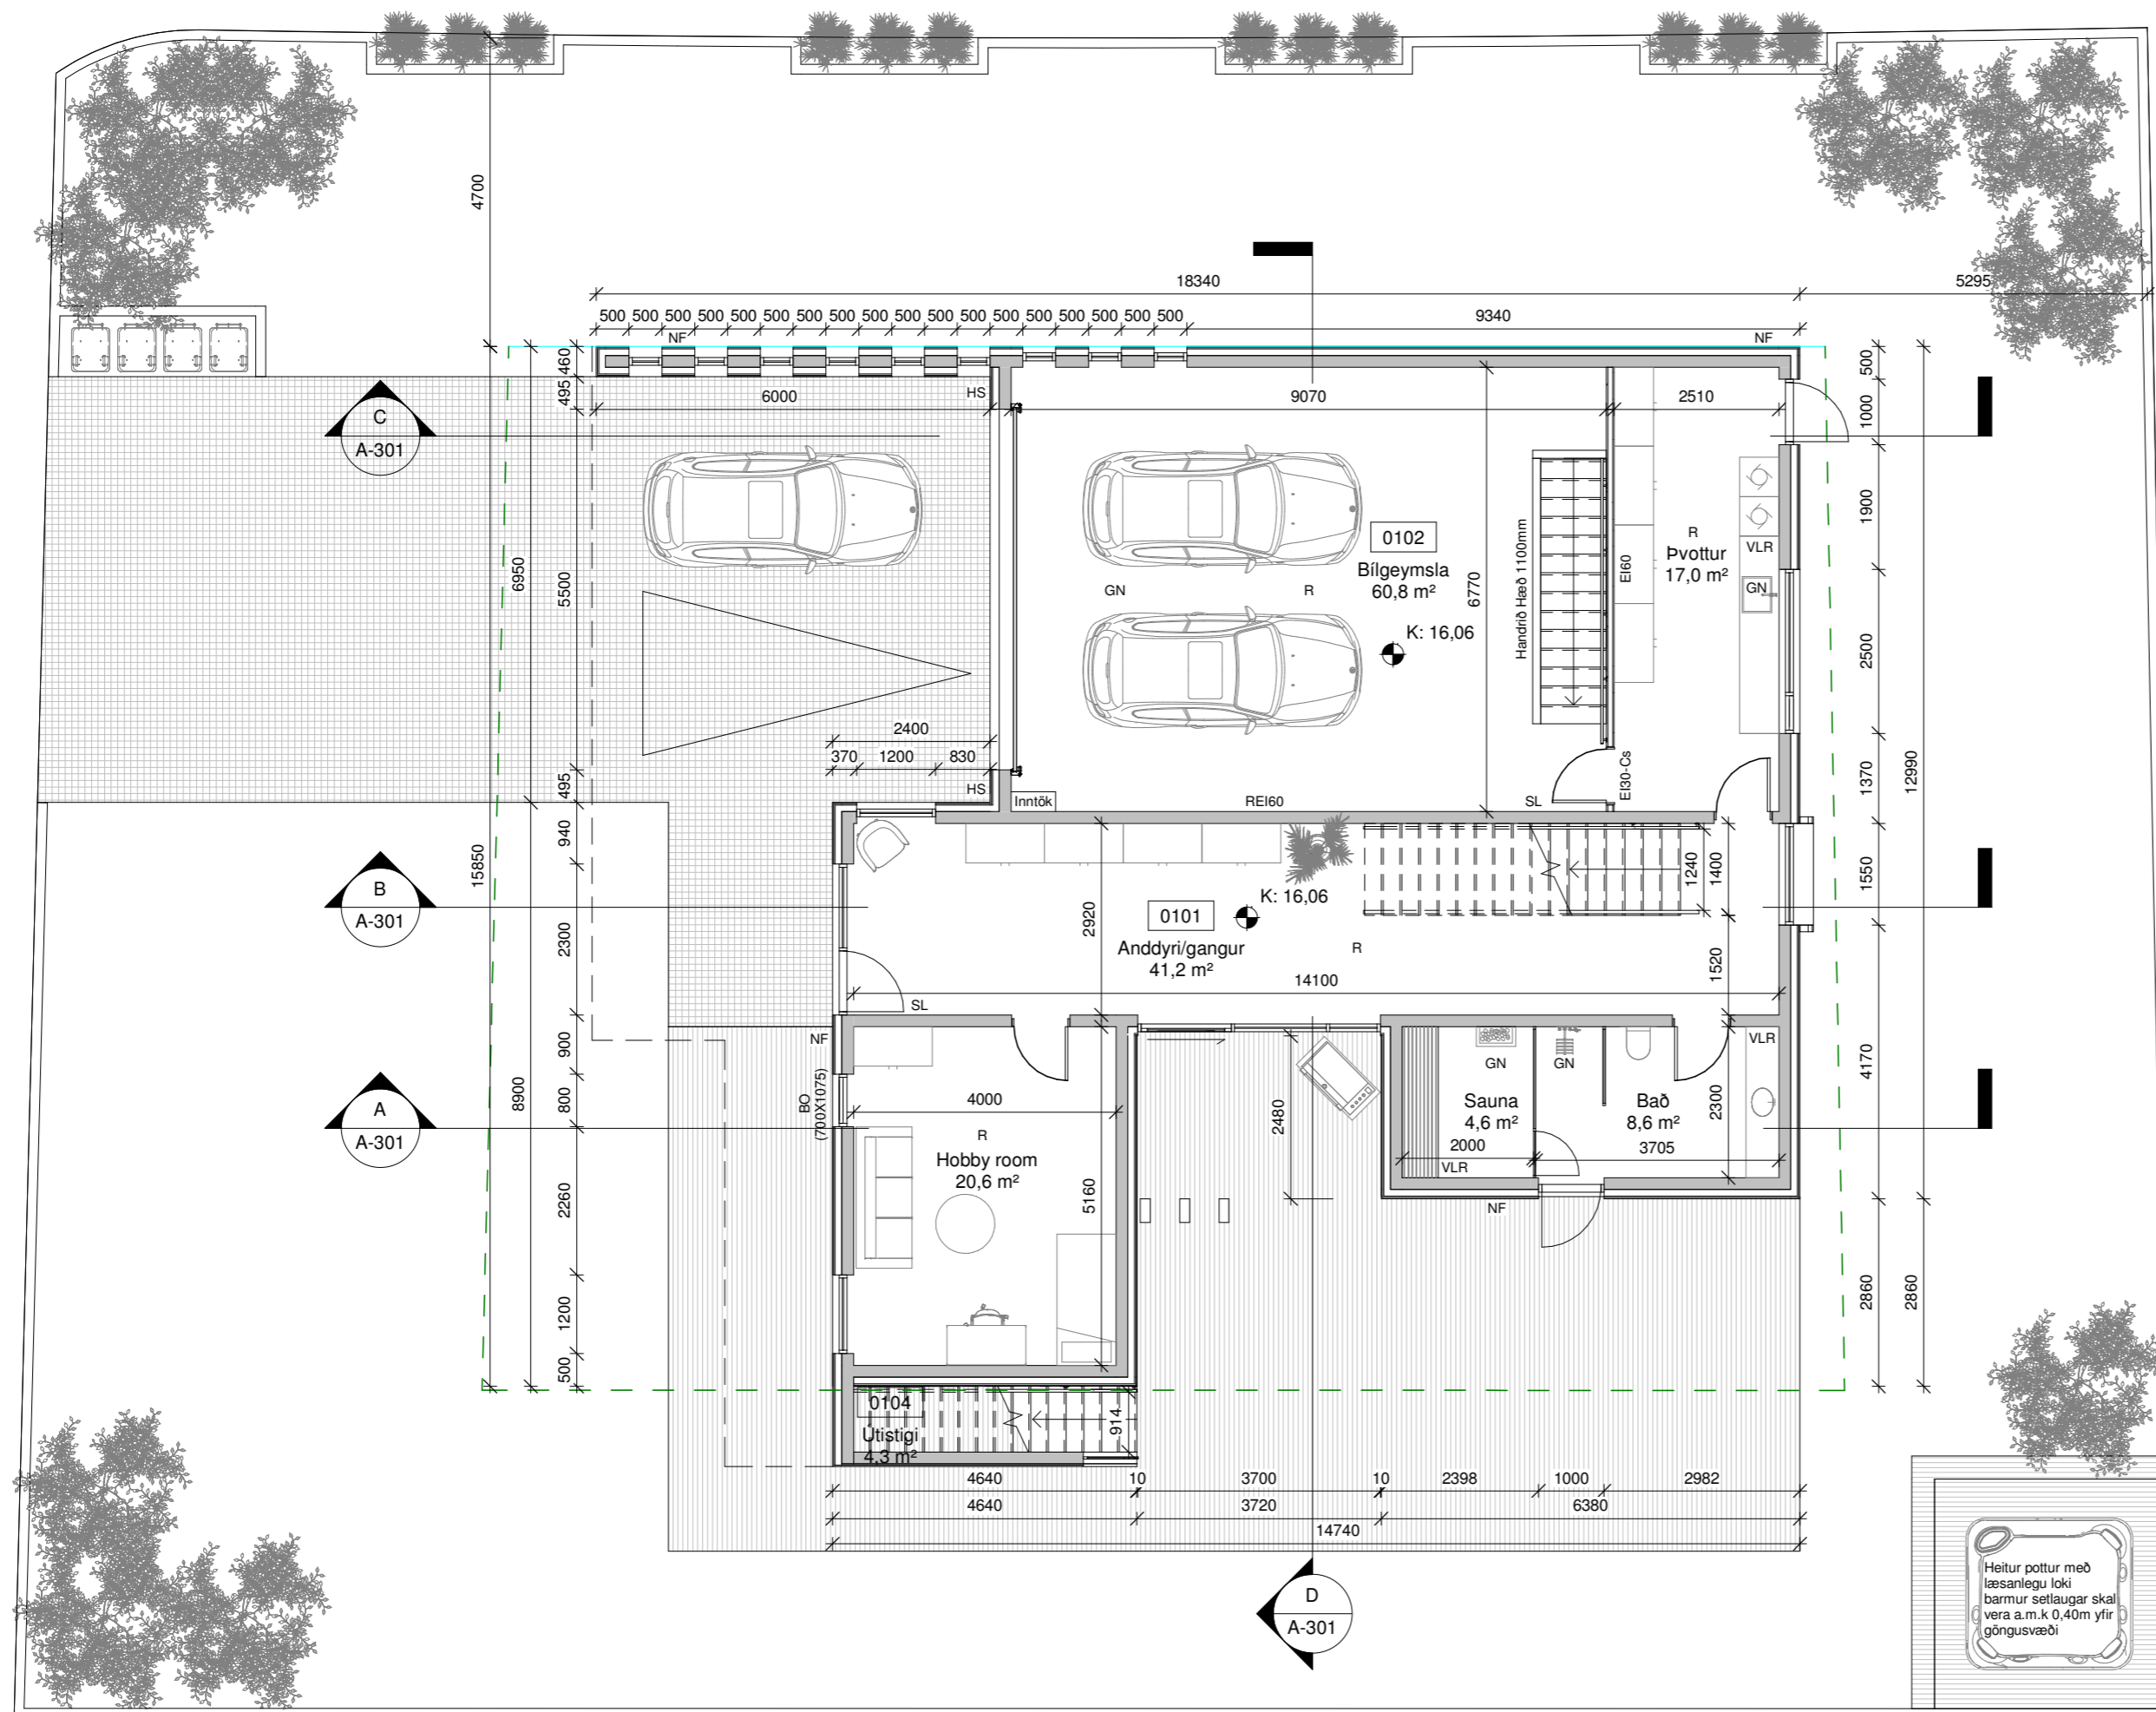 4700
18340
5295
500 500 500 500 500 500 500 500 500 500 500 500 500 500 500 500 500 500
9340
NF
NF
460
495
500
HS
6000
9070
2510
1000
C
A-301
1900
0102
Bílgeymsla
60,8 m²
R
Þvottur
17,0 m²
VLR
GN
GN
R
EI60
Handrið Hæð 1100mm
6770
K: 16,06
6950
5500
2500
2400
370
1200
830
495
HS
Inntök
REI60
SL
EI30-Cs
1370
12990
940
B
A-301
15850
2300
2920
0101
K: 16,06
Anddyri/gangur
41,2 m²
R
1240
1400
1550
1520
14100
SL
NF
900
GN
GN
VLR
4170
8900
800
A
A-301
BO
(700X1075)
4000
R
Hobby room
20,6 m²
2480
Sauna
4,6 m²
Bað
8,6 m²
2300
2000
3705
VLR
NF
5160
2260
1200
500
2860
2860
0104
Útistigi
4,3 m²
914
4640
10
3700
10
2398
1000
2982
4640
3720
6380
14740
D
A-301
Heitur pottur með
læsanlegu loki
barmur setlaugar skal
vera a.m.k 0,40m yfir
göngusvæði